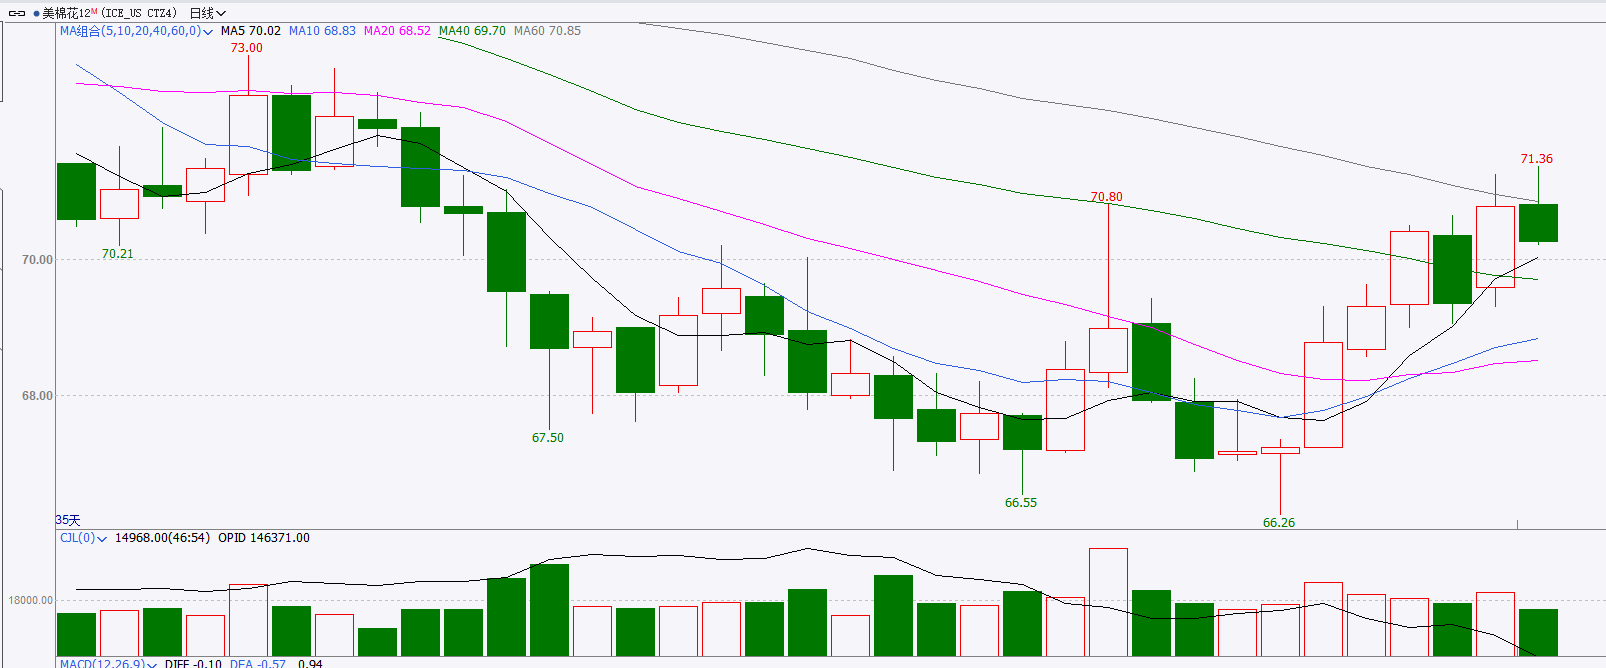 美棉花12M(ICE_US CTZ4) 日线
MA组合(5,10,20,40,60,0) MA5 70.02 MA10 68.83 MA20 68.52 MA40 69.70 MA60 70.85
73.00
71.36
70.80
70.21
70.00
68.00
67.50
66.55
66.26
35天
CJL(0) 14968.00(46:54) OPID 146371.00
18000.00
MACD(12,26,9) DIFF -0.10 DEA -0.57 0.94